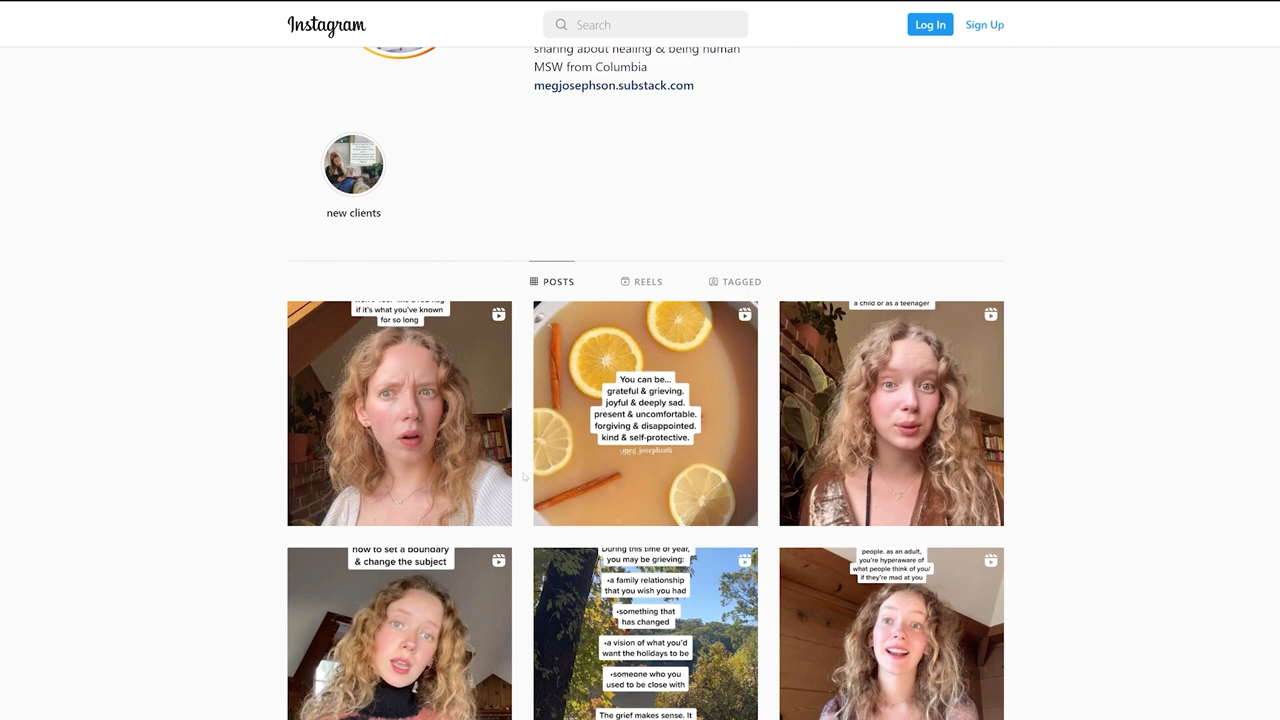 Instagram
Search
Log In
Sign Up
sharing about healing & being human
MSW from Columbia
megjosephson.substack.com
new clients
POSTS
REELS
TAGGED
if it's what you've known
for so long
You can be...
grateful & grieving.
joyful & deeply sad.
present & uncomfortable.
forgiving & disappointed.
kind & self-protective.
-meg josephson
a child or as a teenager
how to set a boundary
& change the subject
During this time of year,
you may be grieving:
•a family relationship
that you wish you had
•something that
has changed
•a vision of what you'd
want the holidays to be
•someone who you
used to be close with
The grief makes sense. It
people. as an adult,
you're hyperaware of
what people think of you/
if they're mad at you